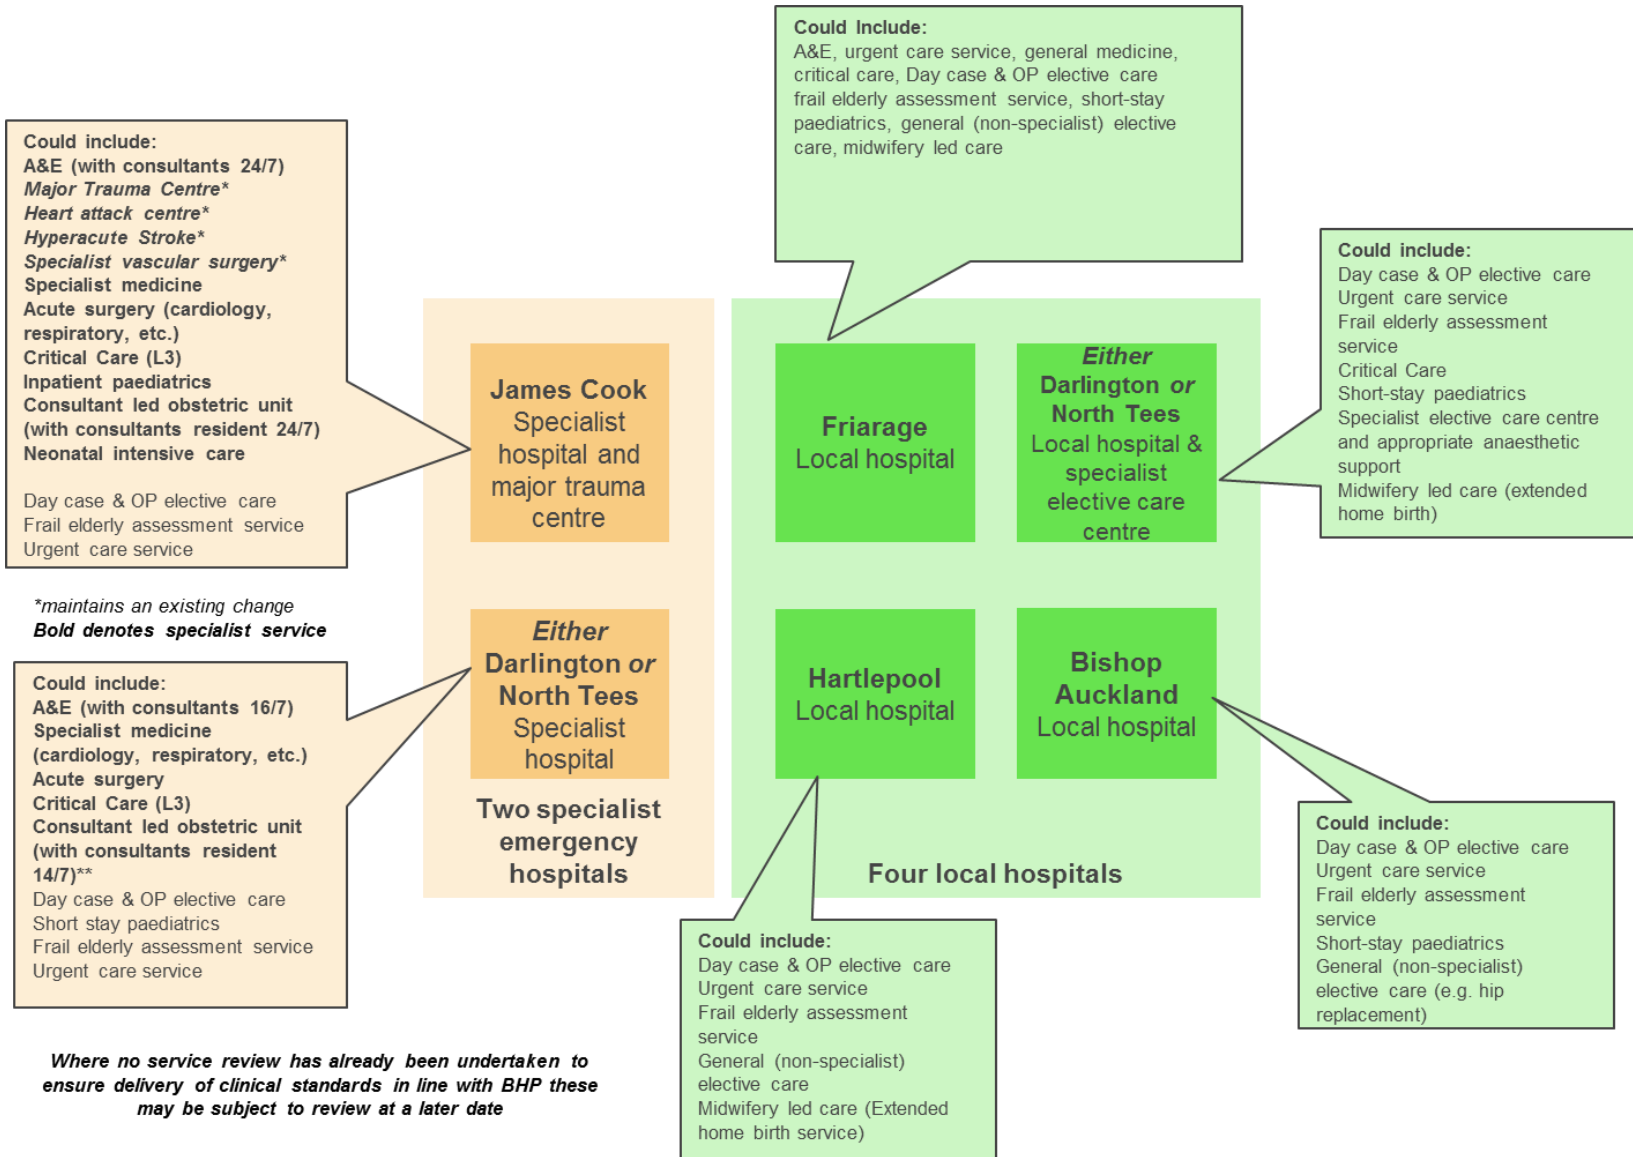 Could Include:
A&E, urgent care service, general medicine,
critical care, Day case & OP elective care
frail elderly assessment service, short-stay
paediatrics, general (non-specialist) elective
care, midwifery led care
Could include:
A&E (with consultants 24/7)
Major Trauma Centre*
Heart attack centre*
Hyperacute Stroke*
Specialist vascular surgery*
Specialist medicine
Acute surgery (cardiology,
respiratory, etc.)
Critical Care (L3)
Inpatient paediatrics
Consultant led obstetric unit
(with consultants resident 24/7)
Neonatal intensive care
Day case & OP elective care
Frail elderly assessment service
Urgent care service
*maintains an existing change
Bold denotes specialist service
Could include:
A&E (with consultants 16/7)
Specialist medicine
(cardiology, respiratory, etc.)
Acute surgery
Critical Care (L3)
Consultant led obstetric unit
(with consultants resident
14/7)**
Day case & OP elective care
Short stay paediatrics
Frail elderly assessment service
Urgent care service
Where no service review has already been undertaken to
ensure delivery of clinical standards in line with BHP these
may be subject to review at a later date
James Cook
Specialist
hospital and
major trauma
centre
Either
Darlington or
North Tees
Specialist
hospital
Two specialist
emergency
hospitals
Friarage
Local hospital
Either
Darlington or
North Tees
Local hospital &
specialist
elective care
centre
Hartlepool
Local hospital
Bishop
Auckland
Local hospital
Four local hospitals
Could include:
Day case & OP elective care
Urgent care service
Frail elderly assessment
service
Critical Care
Short-stay paediatrics
Specialist elective care centre
and appropriate anaesthetic
support
Midwifery led care (extended
home birth)
Could include:
Day case & OP elective care
Urgent care service
Frail elderly assessment
service
General (non-specialist)
elective care
Midwifery led care (Extended
home birth service)
Could include:
Day case & OP elective care
Urgent care service
Frail elderly assessment
service
Short-stay paediatrics
General (non-specialist)
elective care (e.g. hip
replacement)